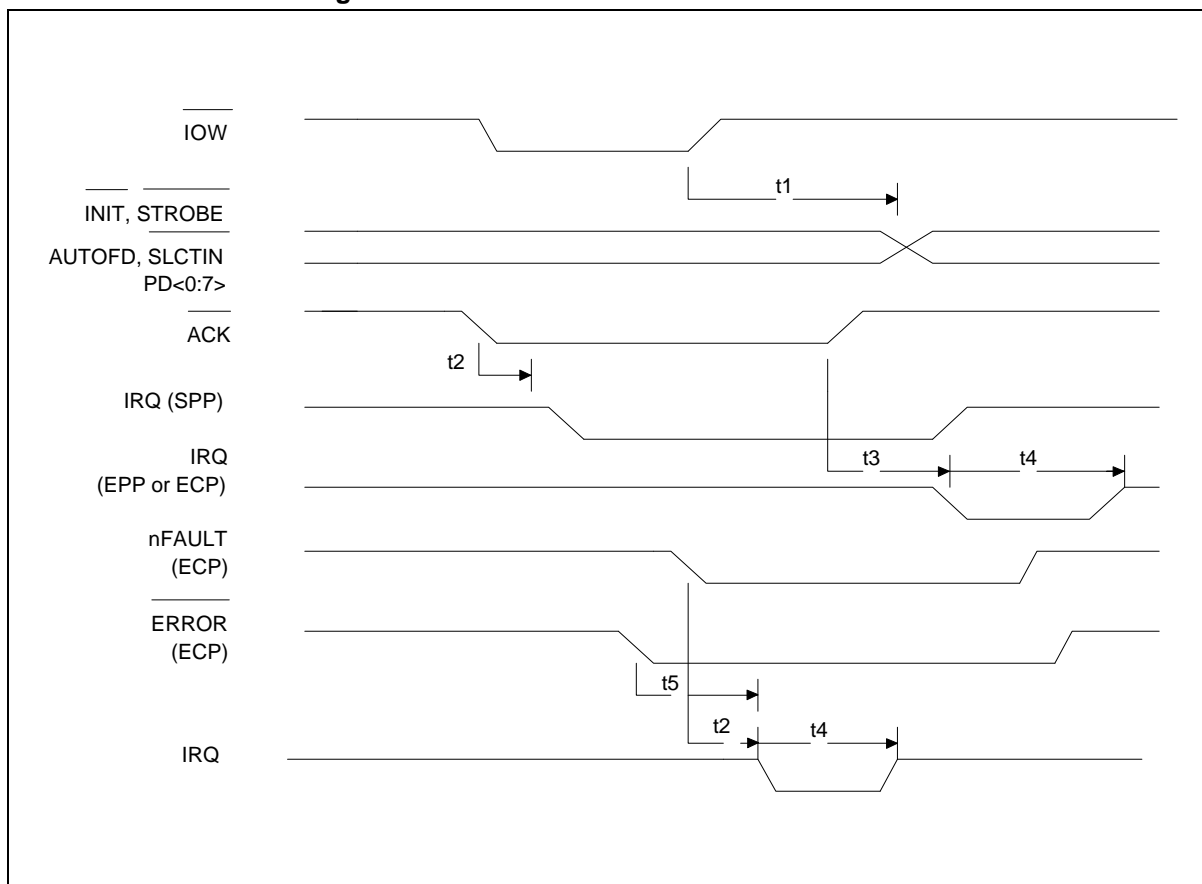 IOW
t1
INIT, STROBE
AUTOFD, SLCTIN
PD<0:7>
ACK
t2
IRQ (SPP)
IRQ
(EPP or ECP)
t3
t4
nFAULT
(ECP)
ERROR
(ECP)
t5
t2
t4
IRQ